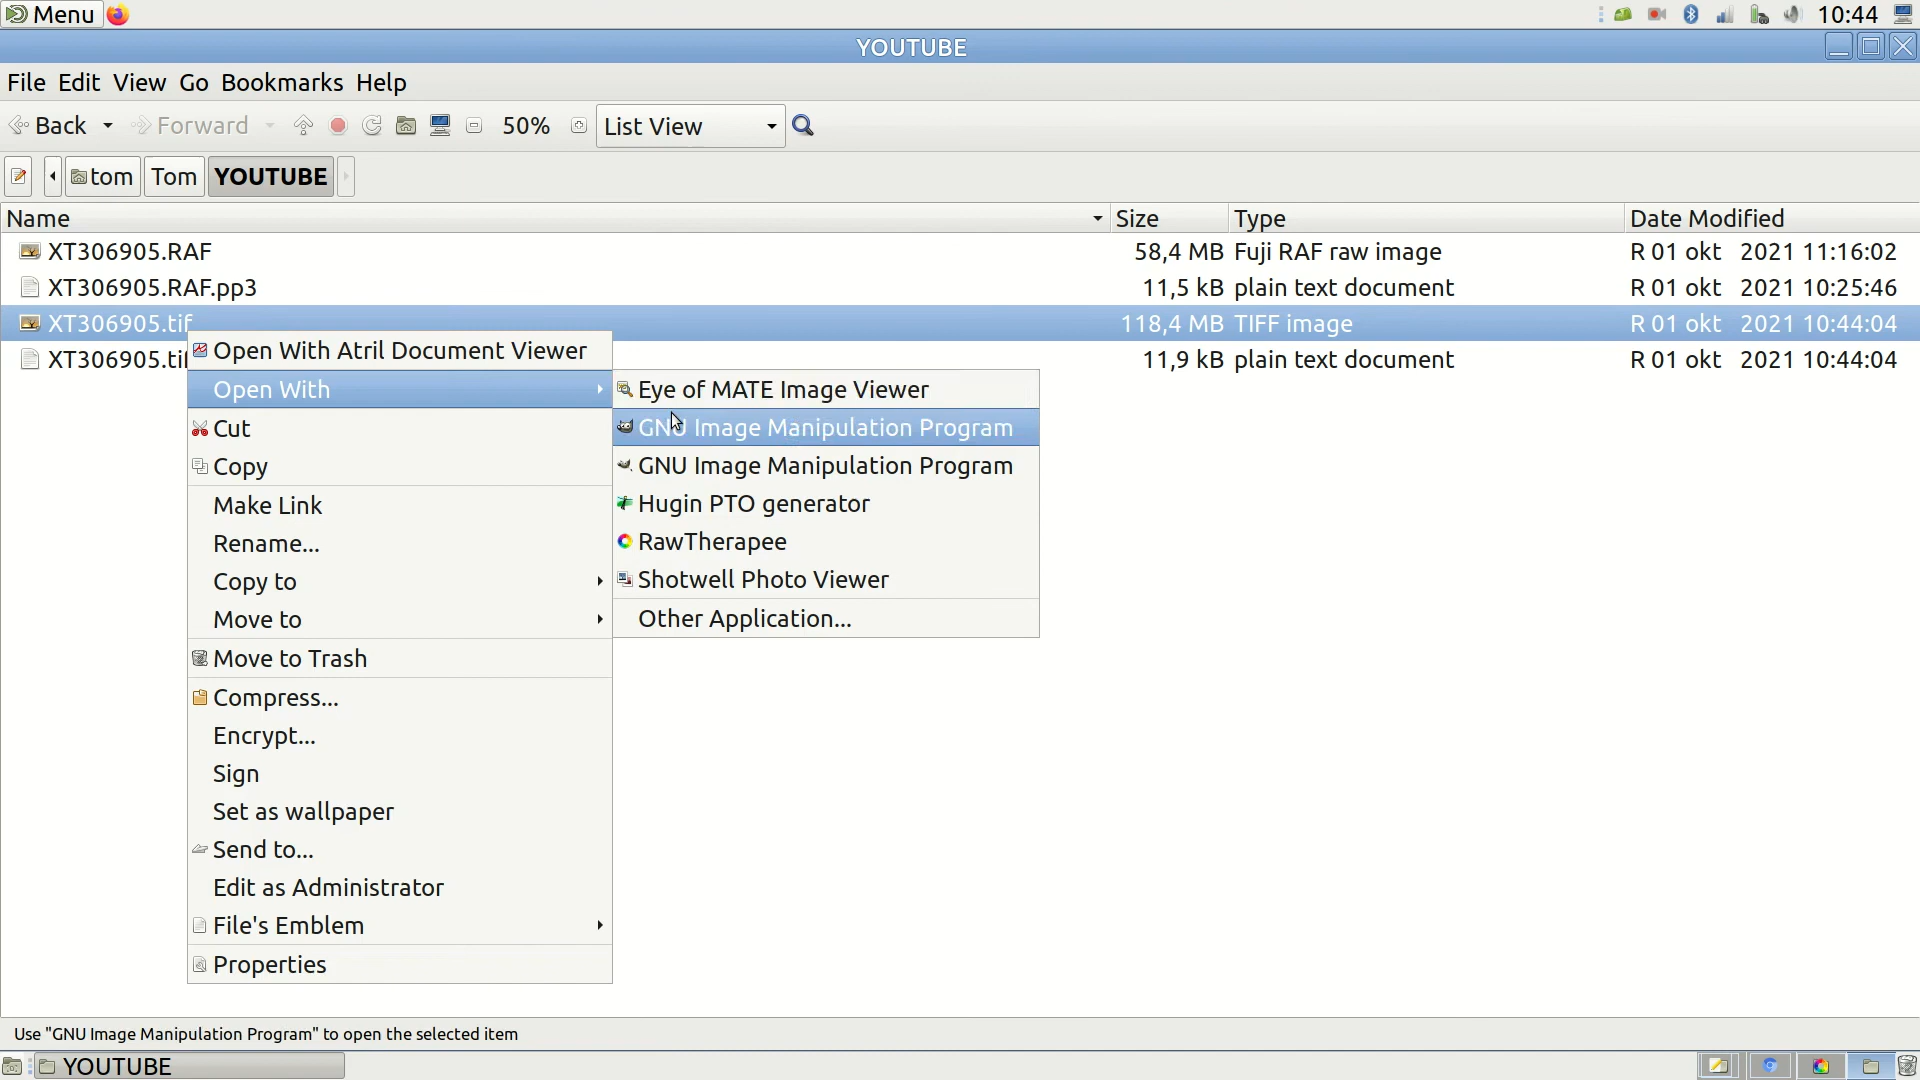 Menu 10:44
YOUTUBE
File Edit View Go Bookmarks Help
Back Forward 50% List View
tom Tom YOUTUBE
Name Size Type Date Modified
XT306905.RAF 58,4 MB Fuji RAF raw image R 01 okt 2021 11:16:02
XT306905.RAF.pp3 11,5 kB plain text document R 01 okt 2021 10:25:46
XT306905.tif 118,4 MB TIFF image R 01 okt 2021 10:44:04
XT306905.tif 11,9 kB plain text document R 01 okt 2021 10:44:04
Open With Atril Document Viewer
Open With
Cut
Copy
Make Link
Rename...
Copy to
Move to
Move to Trash
Compress...
Encrypt...
Sign
Set as wallpaper
Send to...
Edit as Administrator
File's Emblem
Properties
Eye of MATE Image Viewer
GNU Image Manipulation Program
GNU Image Manipulation Program
Hugin PTO generator
RawTherapee
Shotwell Photo Viewer
Other Application...
Use "GNU Image Manipulation Program" to open the selected item
YOUTUBE